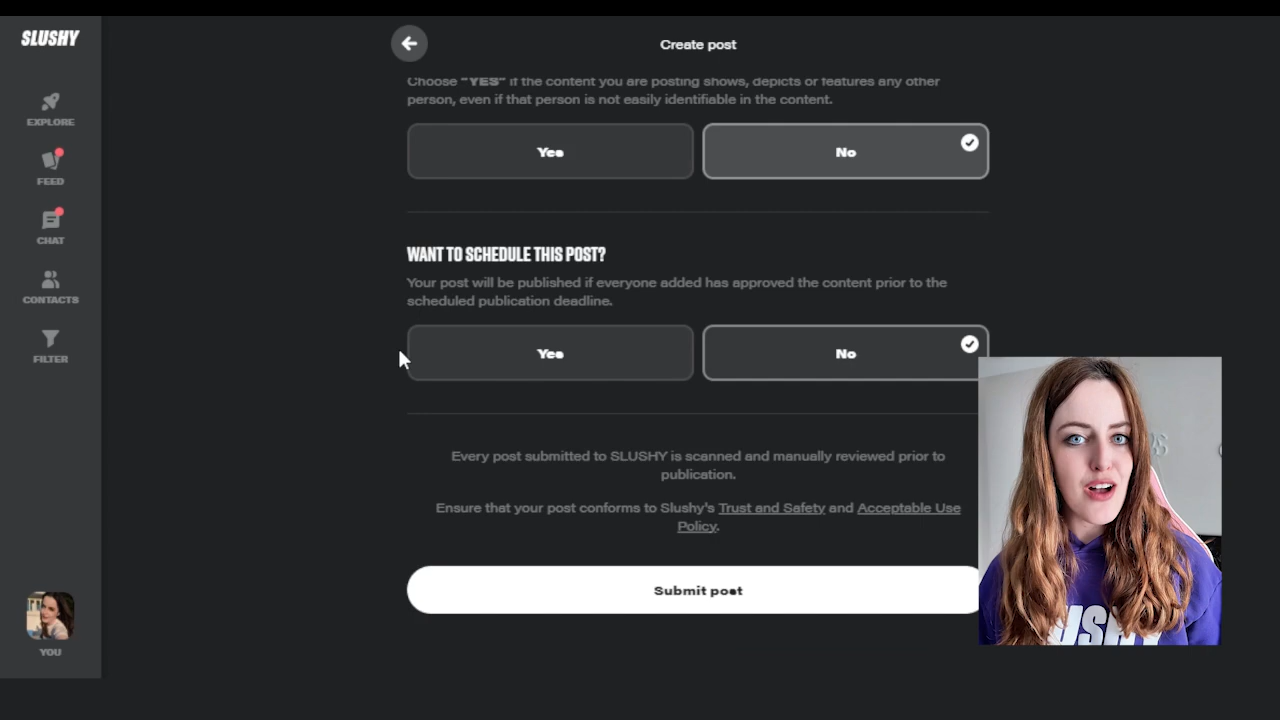 SLUSHY
Create post
EXPLORE
FEED
CHAT
CONTACTS
FILTER
YOU
Choose "YES" if the content you are posting shows, depicts or features any other
person, even if that person is not easily identifiable in the content.
Yes
No
WANT TO SCHEDULE THIS POST?
Your post will be published if everyone added has approved the content prior to the
scheduled publication deadline.
Yes
No
Every post submitted to SLUSHY is scanned and manually reviewed prior to
publication.
Ensure that your post conforms to Slushy's Trust and Safety and Acceptable Use
Policy.
Submit post